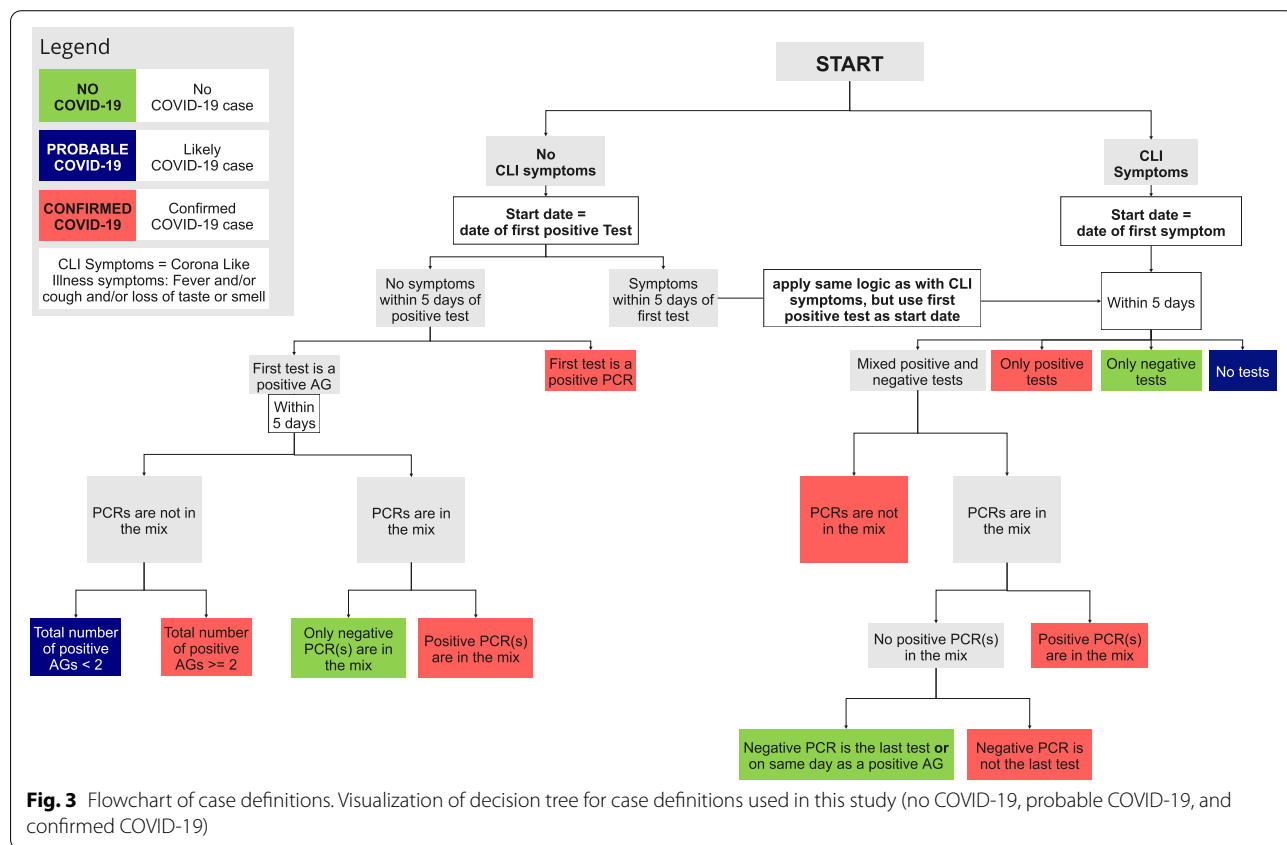 Legend
NO
COVID-19
No
COVID-19 case
PROBABLE
COVID-19
Likely
COVID-19 case
CONFIRMED
COVID-19
Confirmed
COVID-19 case
CLI Symptoms = Corona Like
Illness symptoms: Fever and/or
cough and/or loss of taste or smell
START
No
CLI symptoms
CLI
Symptoms
Start date =
date of first positive Test
Start date =
date of first symptom
No symptoms
within 5 days of
positive test
Symptoms
within 5 days of
first test
apply same logic as with CLI
symptoms, but use first
positive test as start date
Within 5 days
First test is a
positive AG
First test is a
positive PCR
Mixed positive and
negative tests
Only positive
tests
Only negative
tests
No tests
Within
5 days
PCRs are not in
the mix
PCRs are in
the mix
PCRs are not
in the mix
PCRs are in
the mix
Total number
of positive
AGs < 2
Total number
of positive
AGs >= 2
Only negative
PCR(s) are in
the mix
Positive PCR(s)
are in the mix
No positive PCR(s)
in the mix
Positive PCR(s)
are in the mix
Negative PCR is the last test or
on same day as a positive AG
Negative PCR is
not the last test
Fig. 3 Flowchart of case definitions. Visualization of decision tree for case definitions used in this study (no COVID-19, probable COVID-19, and
confirmed COVID-19)